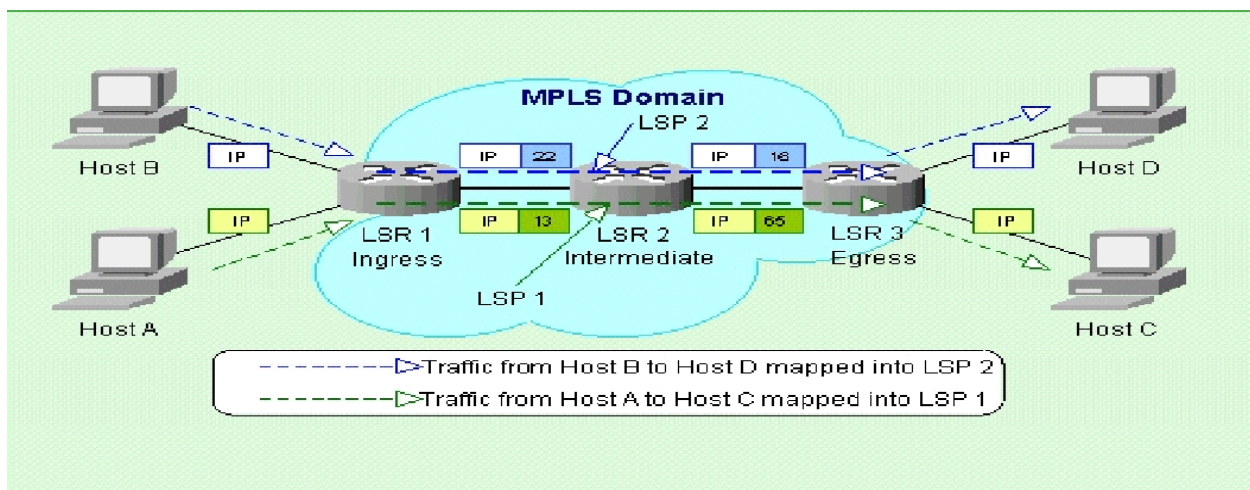 MPLS Domain
LSP 2
Host B
IP
IP 22
IP 16
IP
Host D
IP
LSR 1
Ingress
IP 13
LSR 2
Intermediate
IP 65
LSR 3
Egress
IP
LSP 1
Host A
Host C
Traffic from Host B to Host D mapped into LSP 2
Traffic from Host A to Host C mapped into LSP 1